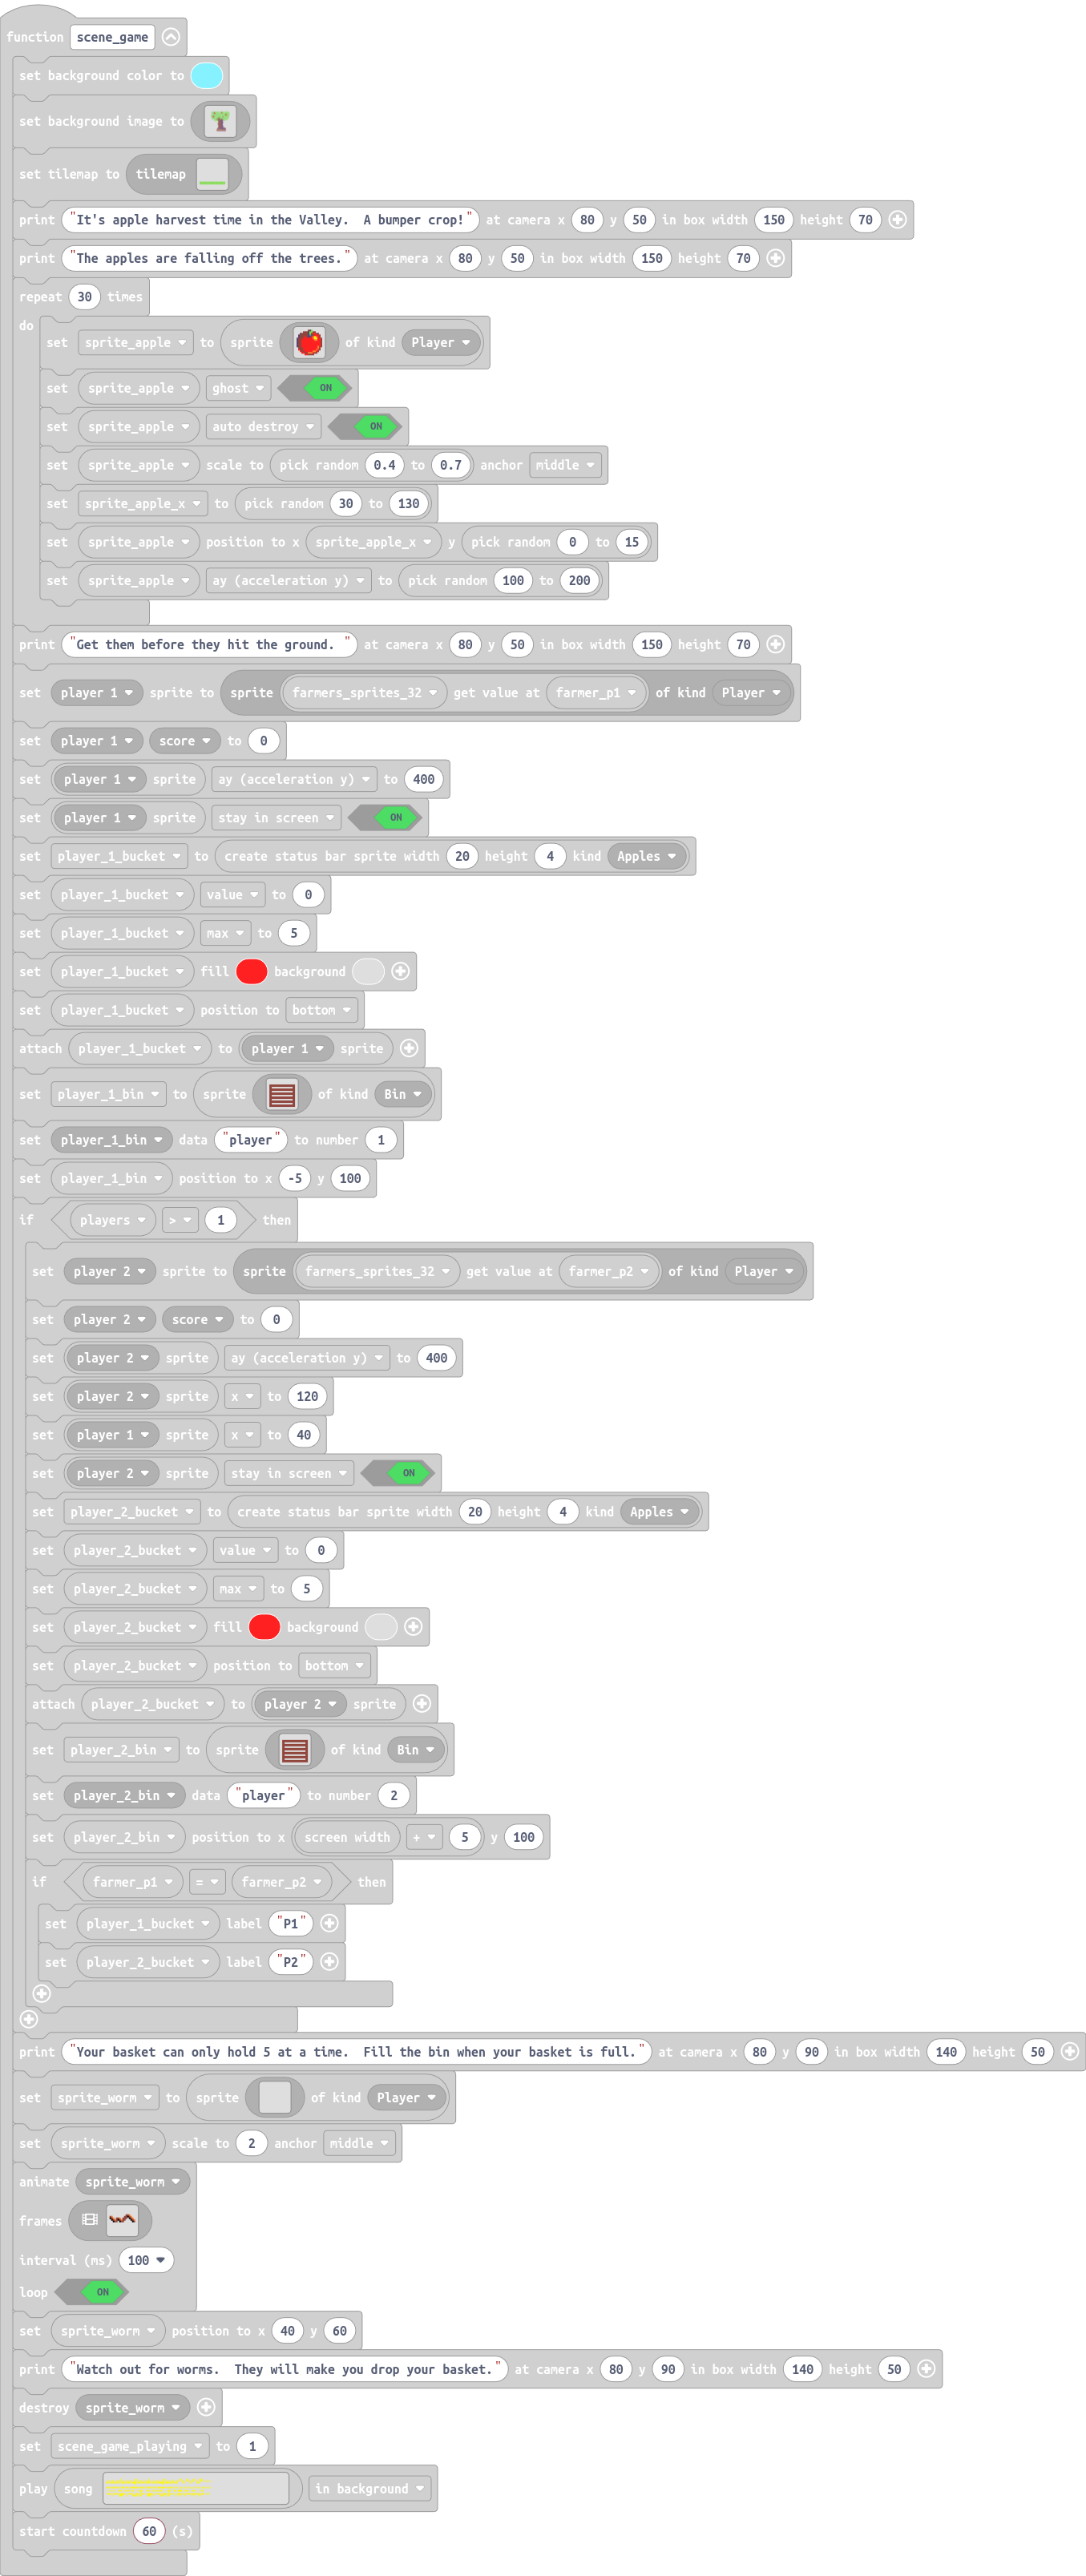 function scene_game
set background color to
set background image to
set tilemap to tilemap
print "It's apple harvest time in the Valley.  A bumper crop!" at camera x 80 y 50 in box width 150 height 70
print "The apples are falling off the trees." at camera x 80 y 50 in box width 150 height 70
repeat 30 times
do
set sprite_apple to sprite of kind Player
set sprite_apple ghost ON
set sprite_apple auto destroy ON
set sprite_apple scale to pick random 0.4 to 0.7 anchor middle
set sprite_apple_x to pick random 30 to 130
set sprite_apple position to x sprite_apple_x y pick random 0 to 15
set sprite_apple ay (acceleration y) to pick random 100 to 200
print "Get them before they hit the ground. " at camera x 80 y 50 in box width 150 height 70
set player 1 sprite to sprite farmers_sprites_32 get value at farmer_p1 of kind Player
set player 1 score to 0
set player 1 sprite ay (acceleration y) to 400
set player 1 sprite stay in screen ON
set player_1_bucket to create status bar sprite width 20 height 4 kind Apples
set player_1_bucket value to 0
set player_1_bucket max to 5
set player_1_bucket fill background
set player_1_bucket position to bottom
attach player_1_bucket to player 1 sprite
set player_1_bin to sprite of kind Bin
set player_1_bin data "player" to number 1
set player_1_bin position to x -5 y 100
if players > 1 then
set player 2 sprite to sprite farmers_sprites_32 get value at farmer_p2 of kind Player
set player 2 score to 0
set player 2 sprite ay (acceleration y) to 400
set player 2 sprite x to 120
set player 1 sprite x to 40
set player 2 sprite stay in screen ON
set player_2_bucket to create status bar sprite width 20 height 4 kind Apples
set player_2_bucket value to 0
set player_2_bucket max to 5
set player_2_bucket fill background
set player_2_bucket position to bottom
attach player_2_bucket to player 2 sprite
set player_2_bin to sprite of kind Bin
set player_2_bin data "player" to number 2
set player_2_bin position to x screen width + 5 y 100
if farmer_p1 = farmer_p2 then
set player_1_bucket label "P1"
set player_2_bucket label "P2"
print "Your basket can only hold 5 at a time.  Fill the bin when your basket is full." at camera x 80 y 90 in box width 140 height 50
set sprite_worm to sprite of kind Player
set sprite_worm scale to 2 anchor middle
animate sprite_worm
frames
interval (ms) 100
loop ON
set sprite_worm position to x 40 y 60
print "Watch out for worms.  They will make you drop your basket." at camera x 80 y 90 in box width 140 height 50
destroy sprite_worm
set scene_game_playing to 1
play song in background
start countdown 60 (s)